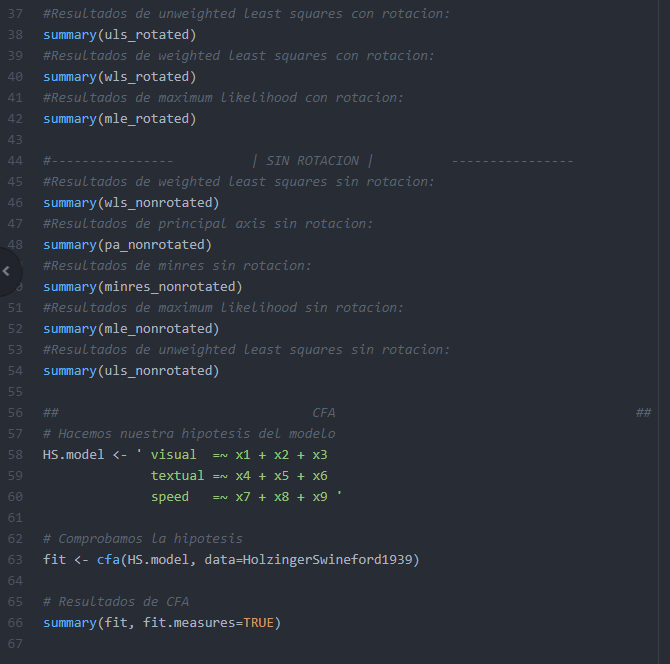 37 #Resultados de unweighted least squares con rotacion:
38 summary(uls_rotated)
39 #Resultados de weighted least squares con rotacion:
40 summary(wls_rotated)
41 #Resultados de maximum likelihood con rotacion:
42 summary(mle_rotated)
43
44 #---------------- | SIN ROTACION | ----------------
45 #Resultados de weighted least squares sin rotacion:
46 summary(wls_nonrotated)
47 #Resultados de principal axis sin rotacion:
48 summary(pa_nonrotated)
#Resultados de minres sin rotacion:
summary(minres_nonrotated)
51 #Resultados de maximum likelihood sin rotacion:
52 summary(mle_nonrotated)
53 #Resultados de unweighted least squares sin rotacion:
54 summary(uls_nonrotated)
55
56 ## CFA ##
57 # Hacemos nuestra hipotesis del modelo
58 HS.model <- ' visual =~ x1 + x2 + x3
59 textual =~ x4 + x5 + x6
60 speed =~ x7 + x8 + x9 '
61
62 # Comprobamos la hipotesis
63 fit <- cfa(HS.model, data=HolzingerSwineford1939)
64
65 # Resultados de CFA
66 summary(fit, fit.measures=TRUE)
67